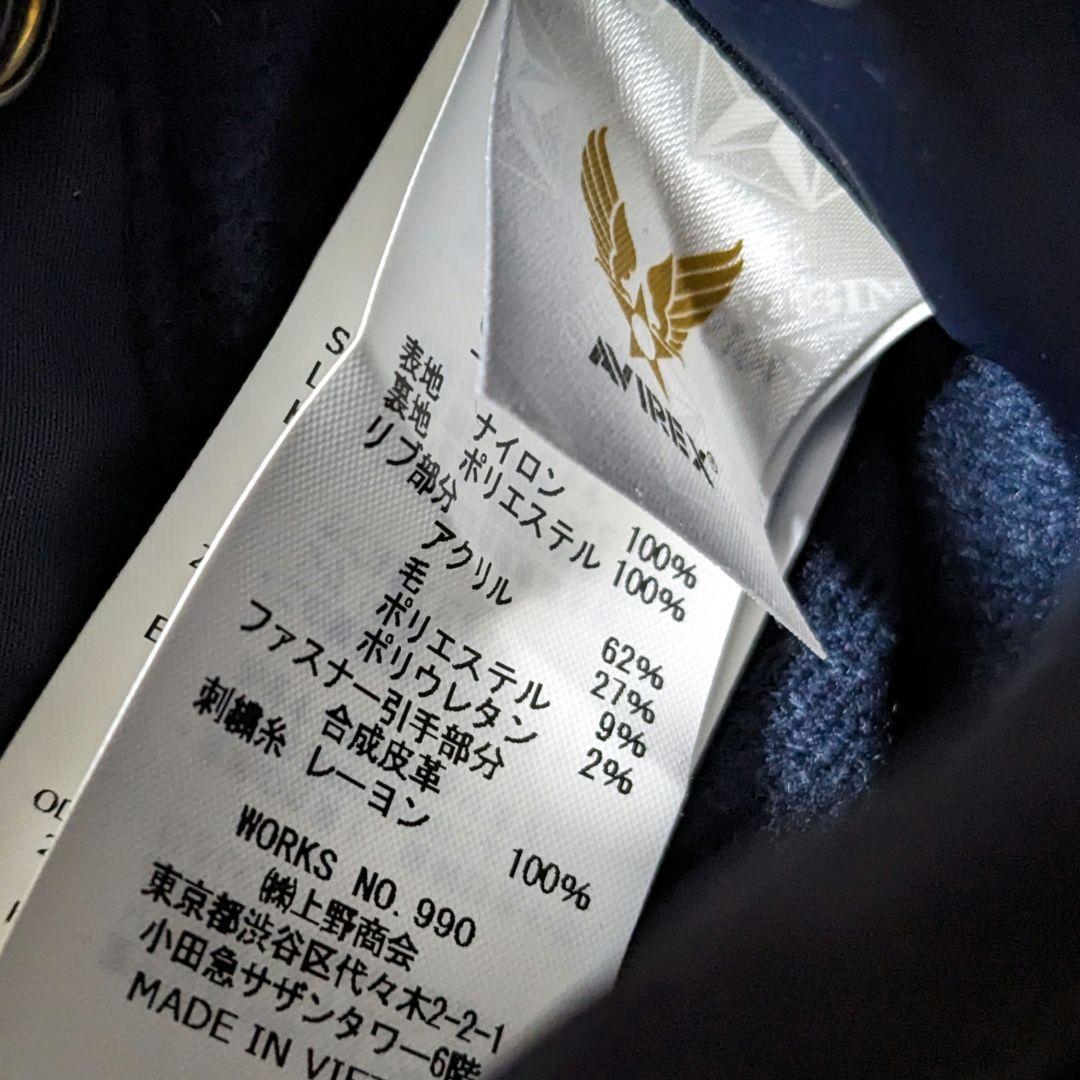 AVIREX
表地 ナイロン 100%
裏地 ポリエステル 100%
リブ部分
アクリル 62%
毛 27%
ポリエステル 9%
ポリウレタン 2%
ファスナー引手部分
合成皮革
刺繍糸 レーヨン 100%
WORKS NO. 990
㈱上野商会
東京都渋谷区代々木2-2-1
小田急サザンタワー6階
MADE IN